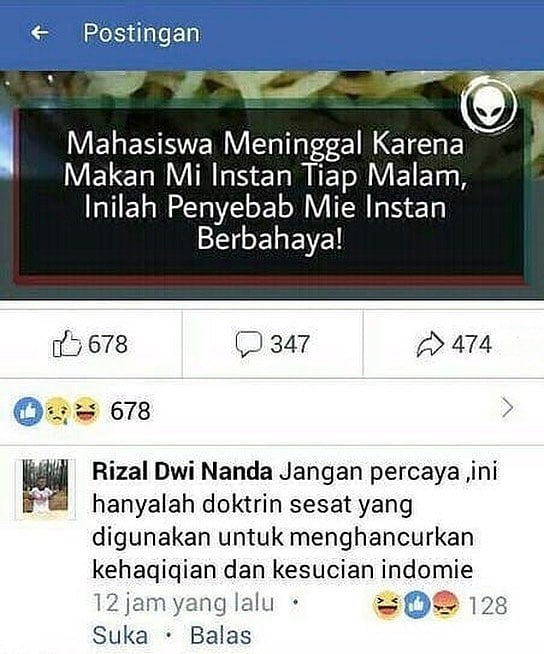 Postingan
Mahasiswa Meninggal Karena
Makan Mi Instan Tiap Malam,
Inilah Penyebab Mie Instan
Berbahaya!
678
347
474
678
Rizal Dwi Nanda Jangan percaya ,ini
hanyalah doktrin sesat yang
digunakan untuk menghancurkan
kehaqiqian dan kesucian indomie
12 jam yang lalu · 128
Suka · Balas